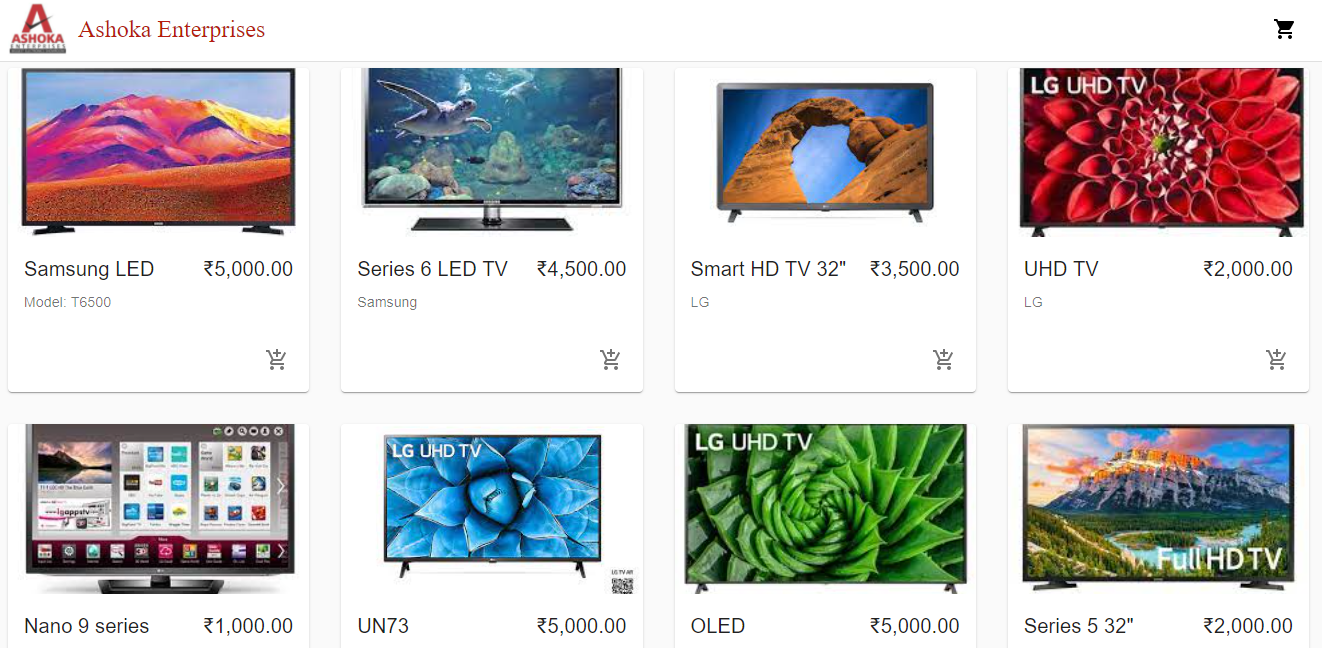 ASHOKA
ENTERPRISES
Ashoka Enterprises
LG UHD TV
Samsung LED ₹5,000.00
Model: T6500
Series 6 LED TV ₹4,500.00
Samsung
Smart HD TV 32" ₹3,500.00
LG
UHD TV ₹2,000.00
LG
LG UHD TV
LG TV AR
LG UHD TV
Full HD TV
Nano 9 series ₹1,000.00
UN73 ₹5,000.00
OLED ₹5,000.00
Series 5 32" ₹2,000.00